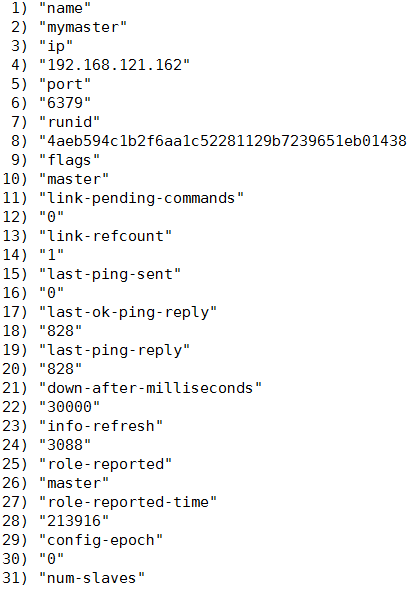 1) "name"
2) "mymaster"
3) "ip"
4) "192.168.121.162"
5) "port"
6) "6379"
7) "runid"
8) "4aeb594c1b2f6aa1c52281129b7239651eb01438
9) "flags"
10) "master"
11) "link-pending-commands"
12) "0"
13) "link-refcount"
14) "1"
15) "last-ping-sent"
16) "0"
17) "last-ok-ping-reply"
18) "828"
19) "last-ping-reply"
20) "828"
21) "down-after-milliseconds"
22) "30000"
23) "info-refresh"
24) "3088"
25) "role-reported"
26) "master"
27) "role-reported-time"
28) "213916"
29) "config-epoch"
30) "0"
31) "num-slaves"